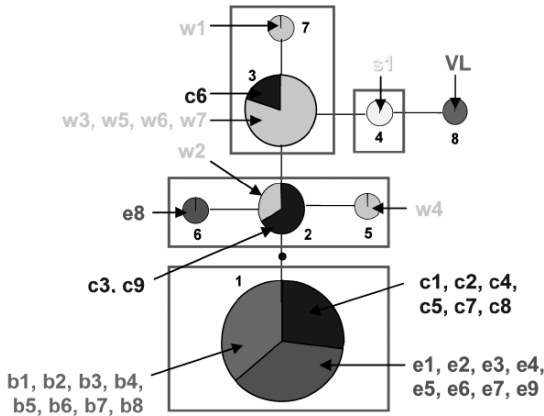 w1
7
3
c6
w3, w5, w6, w7
s1
VL
4
8
w2
e8
6
2
5
w4
c3, c9
1
c1, c2, c4,
c5, c7, c8
b1, b2, b3, b4,
b5, b6, b7, b8
e1, e2, e3, e4,
e5, e6, e7, e9